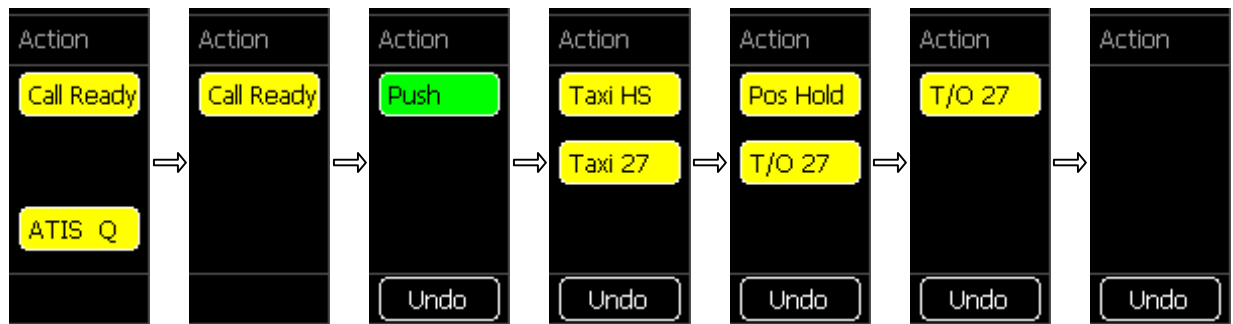 Action
Call Ready
ATIS Q
Action
Call Ready
Action
Push
Undo
Action
Taxi HS
Taxi 27
Undo
Action
Pos Hold
T/O 27
Undo
Action
T/O 27
Undo
Action
Undo